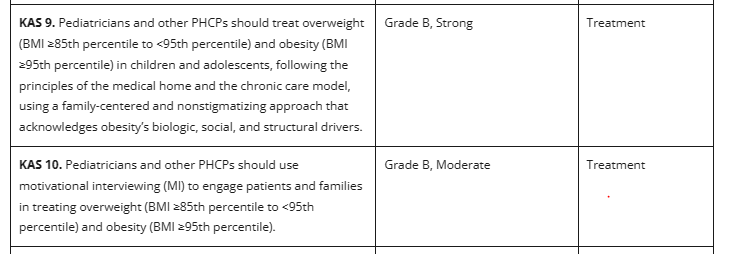 KAS 9. Pediatricians and other PHCPs should treat overweight
(BMI ≥85th percentile to <95th percentile) and obesity (BMI
≥95th percentile) in children and adolescents, following the
principles of the medical home and the chronic care model,
using a family-centered and nonstigmatizing approach that
acknowledges obesity’s biologic, social, and structural drivers.
Grade B, Strong
Treatment
KAS 10. Pediatricians and other PHCPs should use
motivational interviewing (MI) to engage patients and families
in treating overweight (BMI ≥85th percentile to <95th
percentile) and obesity (BMI ≥95th percentile).
Grade B, Moderate
Treatment